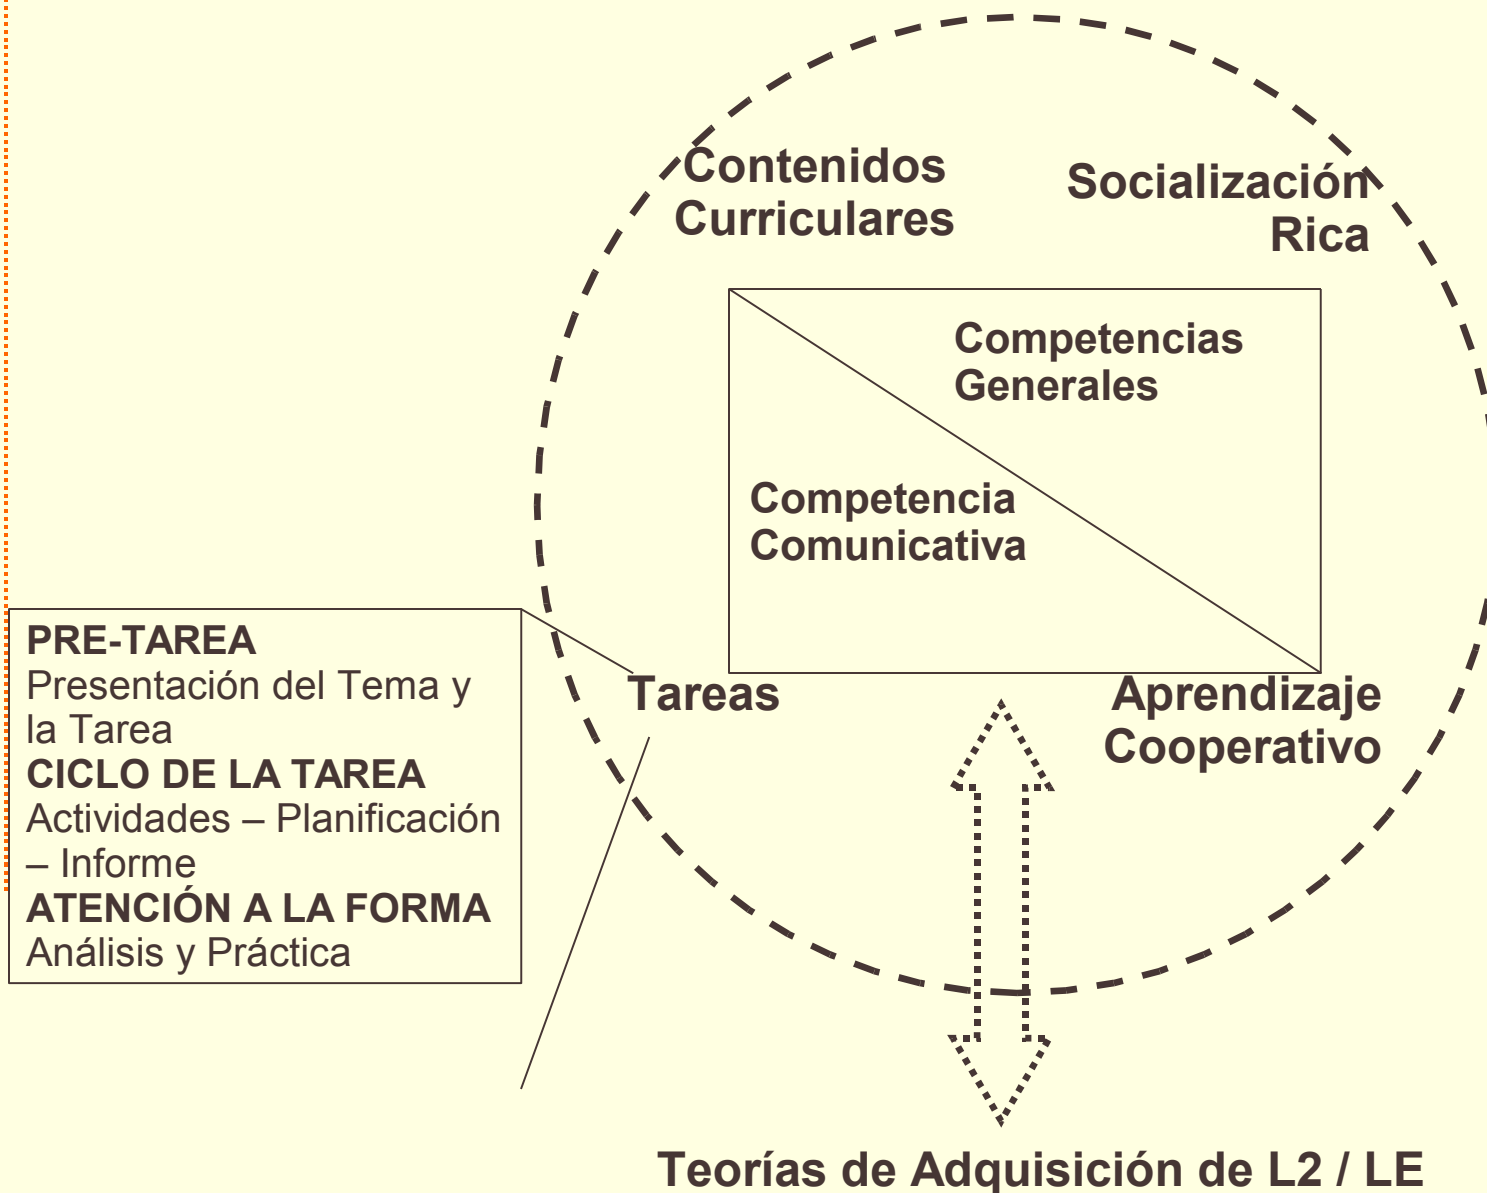 Contenidos
Curriculares
Socialización
Rica
Competencias
Generales
Competencia
Comunicativa
PRE-TAREA
Presentación del Tema y
la Tarea
CICLO DE LA TAREA
Actividades – Planificación
– Informe
ATENCIÓN A LA FORMA
Análisis y Práctica
Tareas
Aprendizaje
Cooperativo
Teorías de Adquisición de L2 / LE